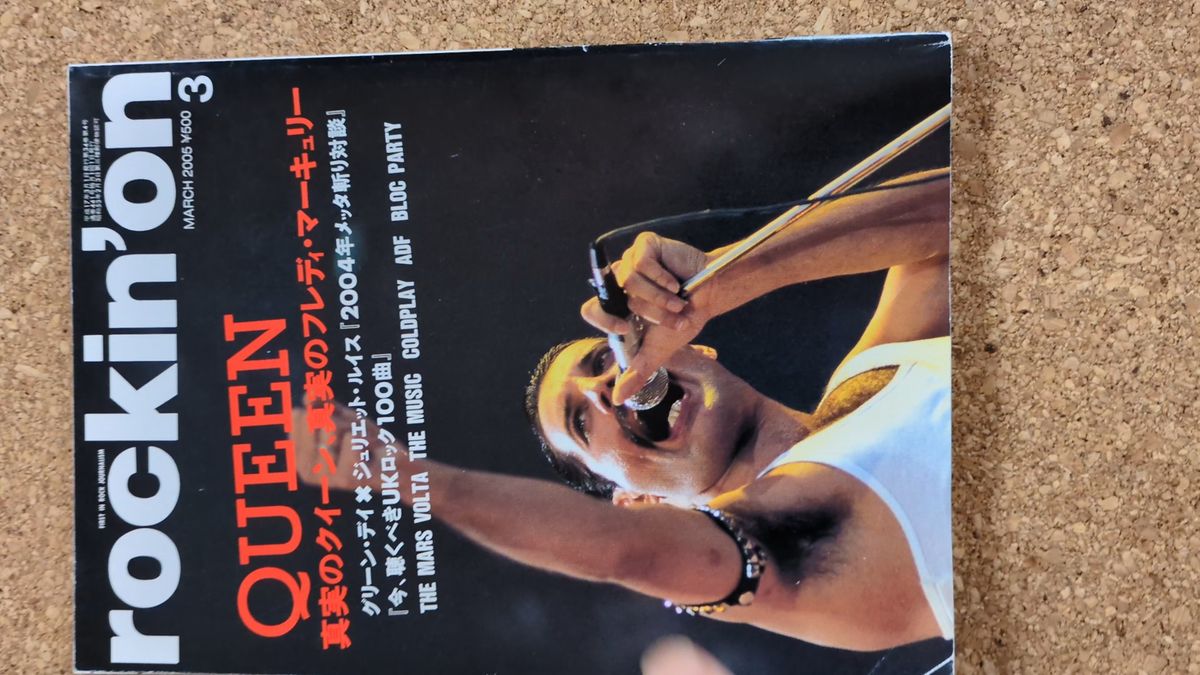 FIRST IN ROCK JOURNALISM
rockin'on
3
MARCH 2005 ¥500
QUEEN
真実のクイーン、真実のフレディ・マーキュリー
グリーン・デイ×ジュリエット・ルイス『2004年メッタ斬り対談』
『今、聴くべきUKロック100曲』
THE MARS VOLTA THE MUSIC COLDPLAY ADF BLOC PARTY